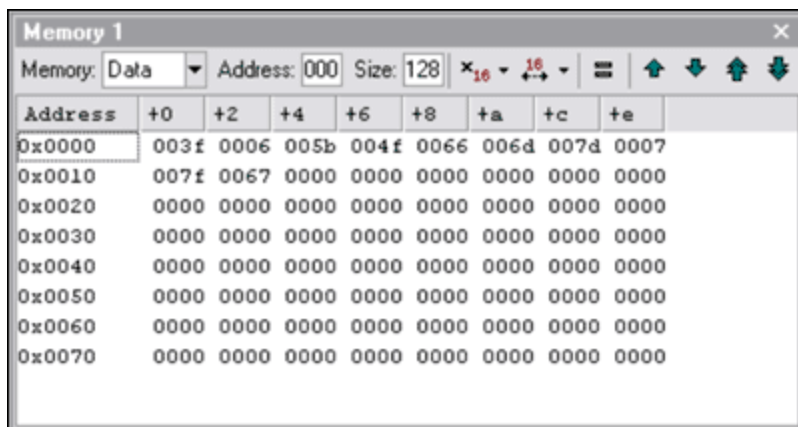 Memory 1
Memory: Data Address: 000 Size: 128 x16 16
Address +0 +2 +4 +6 +8 +a +c +e
0x0000 003f 0006 005b 004f 0066 006d 007d 0007
0x0010 007f 0067 0000 0000 0000 0000 0000 0000
0x0020 0000 0000 0000 0000 0000 0000 0000 0000
0x0030 0000 0000 0000 0000 0000 0000 0000 0000
0x0040 0000 0000 0000 0000 0000 0000 0000 0000
0x0050 0000 0000 0000 0000 0000 0000 0000 0000
0x0060 0000 0000 0000 0000 0000 0000 0000 0000
0x0070 0000 0000 0000 0000 0000 0000 0000 0000